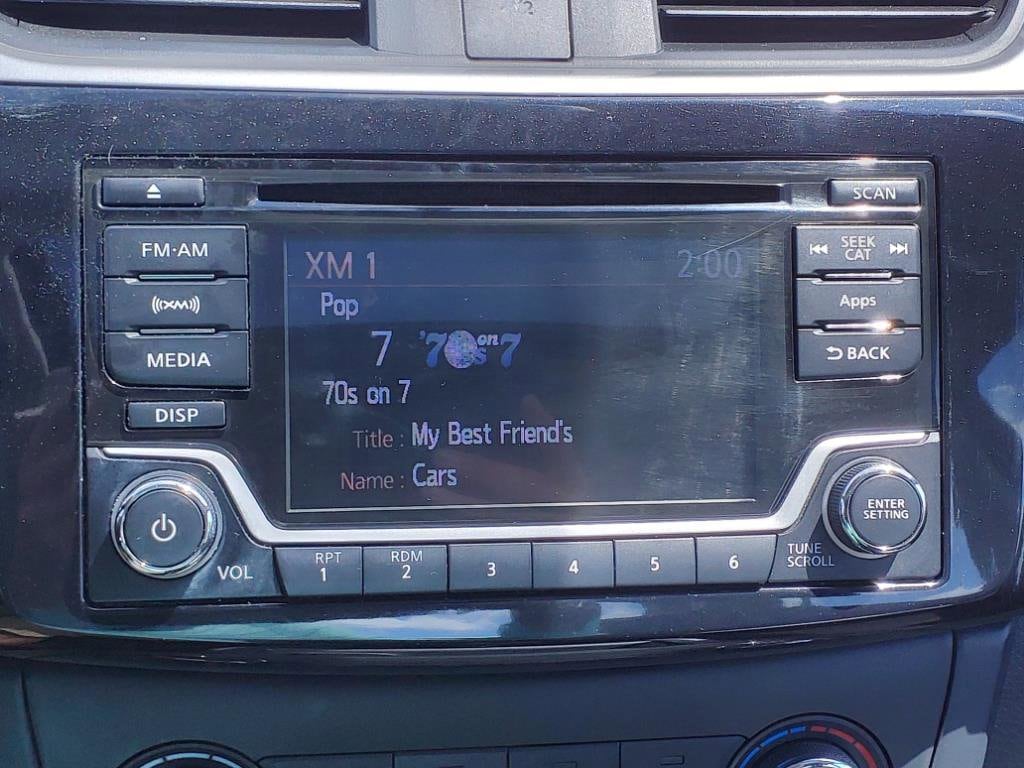 SCAN
FM·AM
XM
MEDIA
DISP
XM 1 2:00
Pop
7 '70s on 7
70s on 7
Title : My Best Friend's
Name : Cars
SEEK
CAT
Apps
BACK
VOL
RPT
1
RDM
2
3
4
5
6
TUNE
SCROLL
ENTER
SETTING